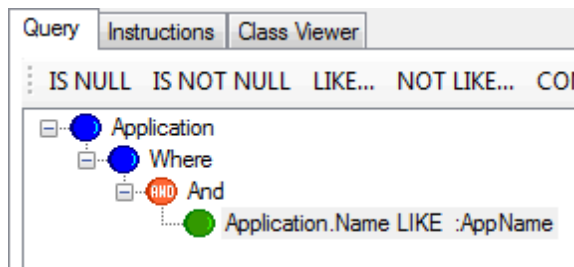 Query Instructions Class Viewer
IS NULL IS NOT NULL LIKE... NOT LIKE...
Application
Where
AND And
Application.Name LIKE :AppName